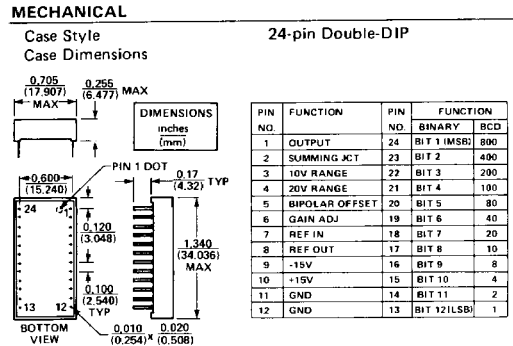 MECHANICAL
Case Style 24-pin Double-DIP
Case Dimensions
0.705
(17.907)
MAX
0.255
(6.477) MAX
DIMENSIONS
inches
(mm)
0.600
(15.240)
PIN 1 DOT
0.17
(4.32) TYP
24 1
0.120
(3.048)
1.340
(34.036)
MAX
0.100
(2.540)
TYP
13 12
BOTTOM
VIEW
0.010 x 0.020
(0.254) (0.508)
PIN NO. FUNCTION PIN NO. FUNCTION
BINARY BCD
1 OUTPUT 24 BIT 1 (MSB) 800
2 SUMMING JCT 23 BIT 2 400
3 10V RANGE 22 BIT 3 200
4 20V RANGE 21 BIT 4 100
5 BIPOLAR OFFSET 20 BIT 5 80
6 GAIN ADJ 19 BIT 6 40
7 REF IN 18 BIT 7 20
8 REF OUT 17 BIT 8 10
9 -15V 16 BIT 9 8
10 +15V 15 BIT 10 4
11 GND 14 BIT 11 2
12 GND 13 BIT 12(LSB) 1